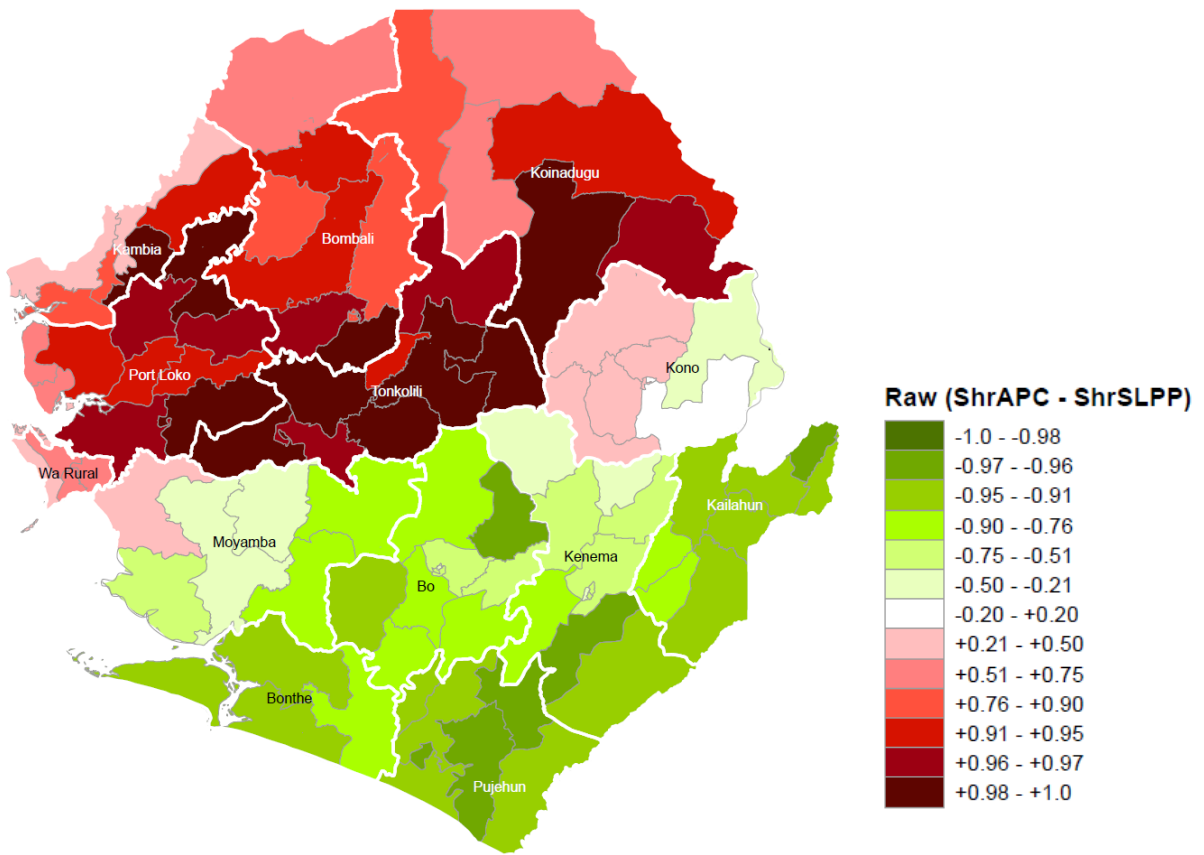 Koinadugu
Kambia
Bombali
Kono
Port Loko
Tonkolili
Raw (ShrAPC - ShrSLPP)
-1.0 - -0.98
-0.97 - -0.96
-0.95 - -0.91
-0.90 - -0.76
-0.75 - -0.51
-0.50 - -0.21
-0.20 - +0.20
+0.21 - +0.50
+0.51 - +0.75
+0.76 - +0.90
+0.91 - +0.95
+0.96 - +0.97
+0.98 - +1.0
Wa Rural
Kailahun
Moyamba
Kenema
Bo
Bonthe
Pujehun